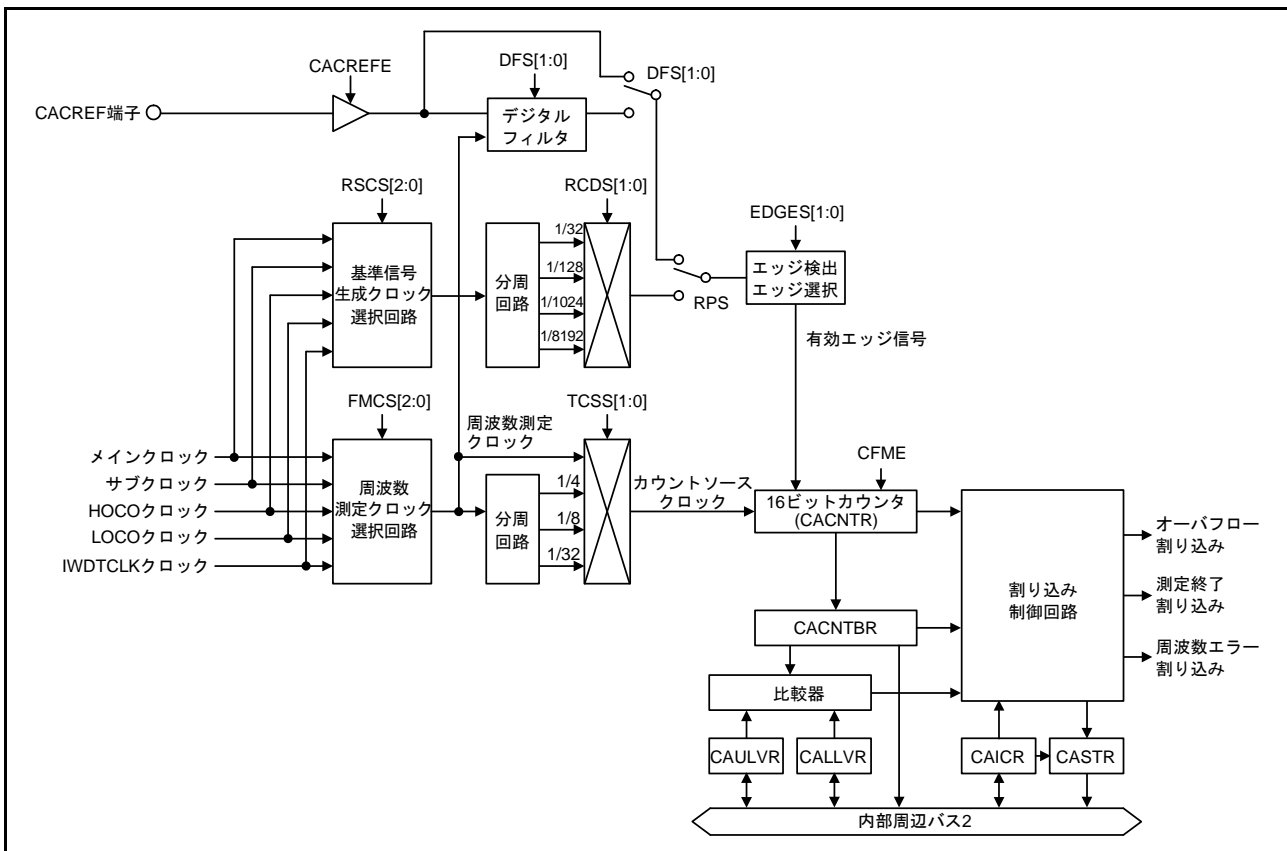 CACREFE
DFS[1:0]
DFS[1:0]
CACREF端子
デジタル
フィルタ
RSCS[2:0]
RCDS[1:0]
EDGES[1:0]
基準信号
生成クロック
選択回路
分周
回路
1/32
1/128
1/1024
1/8192
RPS
エッジ検出
エッジ選択
有効エッジ信号
FMCS[2:0]
TCSS[1:0]
周波数測定
クロック
CFME
メインクロック
サブクロック
HOCOクロック
LOCOクロック
IWDTCLKクロック
周波数
測定クロック
選択回路
分周
回路
1/4
1/8
1/32
カウントソース
クロック
16ビットカウンタ
(CACNTR)
割り込み
制御回路
オーバフロー
割り込み
測定終了
割り込み
周波数エラー
割り込み
CACNTBR
比較器
CAULVR
CALLVR
CAICR
CASTR
内部周辺バス2